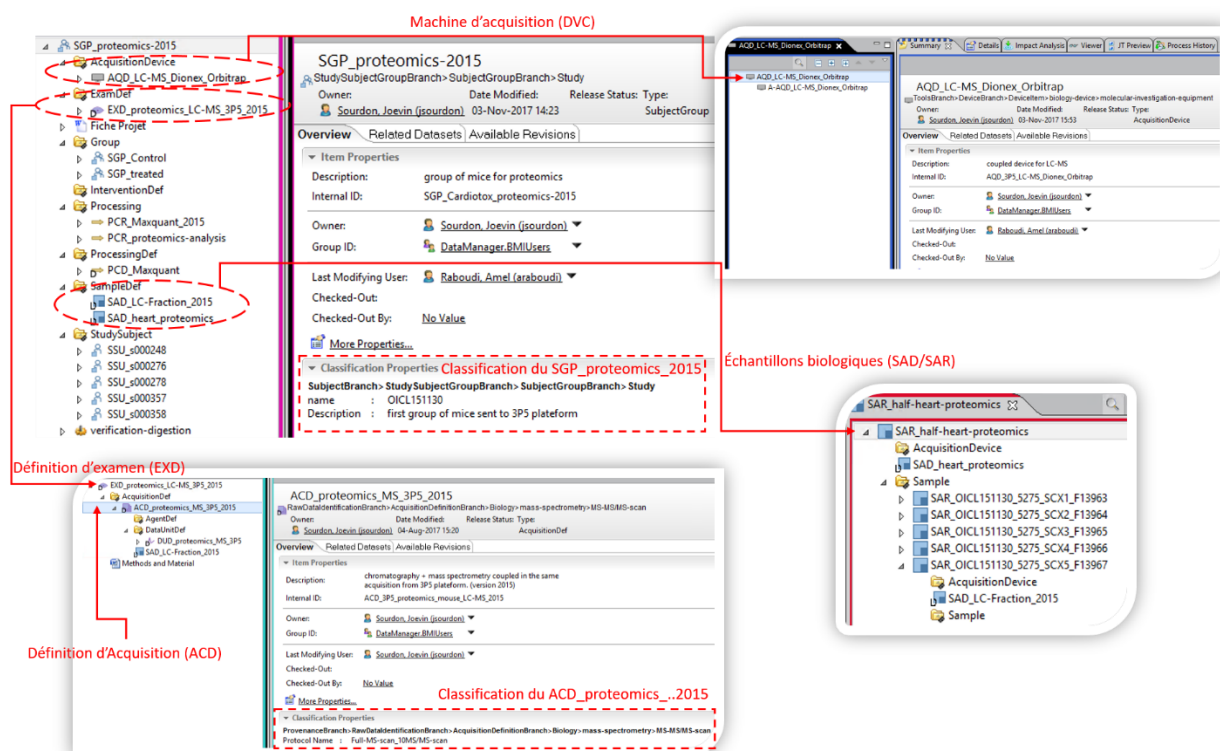 Machine d'acquisition (DVC)
SGP_proteomics-2015
AcquisitionDevice
AQD_LC-MS_Dionex_Orbitrap
ExamDef
EXD_proteomics_LC-MS_3P5_2015
Fiche Projet
Group
SGP_Control
SGP_treated
InterventionDef
Processing
PCR_Maxquant_2015
PCR_proteomics-analysis
ProcessingDef
PCD_Maxquant
SampleDef
SAD_LC-Fraction_2015
SAD_heart_proteomics
StudySubject
SSU_s000248
SSU_s000276
SSU_s000278
SSU_s000357
SSU_s000358
verification-digestion
SGP_proteomics-2015
StudySubjectGroupBranch>SubjectGroupBranch>Study
Owner: Date Modified: Release Status: Type:
Sourdon, Joevin (jsourdon) 03-Nov-2017 14:23 SubjectGroup
Overview Related Datasets Available Revisions
Item Properties
Description: group of mice for proteomics
Internal ID: SGP_Cardiotox_proteomics-2015
Owner: Sourdon, Joevin (jsourdon)
Group ID: DataManager.BMIUsers
Last Modifying User: Raboudi, Amel (araboudi)
Checked-Out:
Checked-Out By: No Value
More Properties...
Classification Properties Classification du SGP_proteomics_2015
SubjectBranch>StudySubjectGroupBranch>SubjectGroupBranch>Study
name : OICL151130
Description : first group of mice sent to 3P5 plateform
AQD_LC-MS_Dionex_Orbitrap
AQD_LC-MS_Dionex_Orbitrap
A-AQD_LC-MS_Dionex_Orbitrap
Summary Details Impact Analysis Viewer JT Preview Process History
AQD_LC-MS_Dionex_Orbitrap
ToolsBranch>DeviceBranch>DeviceItem>biology-device>molecular-investigation-equipment
Owner: Date Modified: Release Status: Type:
Sourdon, Joevin (jsourdon) 03-Nov-2017 15:53 AcquisitionDevice
Overview Related Datasets Available Revisions
Item Properties
Description: coupled device for LC-MS
Internal ID: AQD_3P5_LC-MS_Dionex_Orbitrap
Owner: Sourdon, Joevin (jsourdon)
Group ID: DataManager.BMIUsers
Last Modifying User: Raboudi, Amel (araboudi)
Checked-Out:
Checked-Out By: No Value
Échantillons biologiques (SAD/SAR)
SAR_half-heart-proteomics
SAR_half-heart-proteomics
AcquisitionDevice
SAD_heart_proteomics
Sample
SAR_OICL151130_5275_SCX1_F13963
SAR_OICL151130_5275_SCX2_F13964
SAR_OICL151130_5275_SCX3_F13965
SAR_OICL151130_5275_SCX4_F13966
SAR_OICL151130_5275_SCX5_F13967
AcquisitionDevice
SAD_LC-Fraction_2015
Sample
Définition d'examen (EXD)
EXD_proteomics_LC-MS_3P5_2015
AcquisitionDef
ACD_proteomics_MS_3P5_2015
AgentDef
DataUnitDef
DUD_proteomics_MS_3P5
SAD_LC-Fraction_2015
Methods and Material
Définition d'Acquisition (ACD)
ACD_proteomics_MS_3P5_2015
RawDataIdentificationBranch>AcquisitionDefinitionBranch>Biology>mass-spectrometry>MS-MS/MS-scan
Owner: Date Modified: Release Status: Type:
Sourdon, Joevin (jsourdon) 04-Aug-2017 15:20 AcquisitionDef
Overview Related Datasets Available Revisions
Item Properties
Description: chromatography + mass spectrometry coupled in the same
acquisition from 3P5 plateform. (version 2015)
Internal ID: ACD_3P5_proteomics_mouse_LC-MS_2015
Owner: Sourdon, Joevin (jsourdon)
Group ID: DataManager.BMIUsers
Last Modifying User: Sourdon, Joevin (jsourdon)
Checked-Out:
Checked-Out By: No Value
More Properties...
Classification du ACD_proteomics_..2015
Classification Properties
ProvenanceBranch>RawDataIdentificationBranch>AcquisitionDefinitionBranch>Biology>mass-spectrometry>MS-MS/MS-scan
Protocol Name : Full-MS-scan_10MS/MS-scan